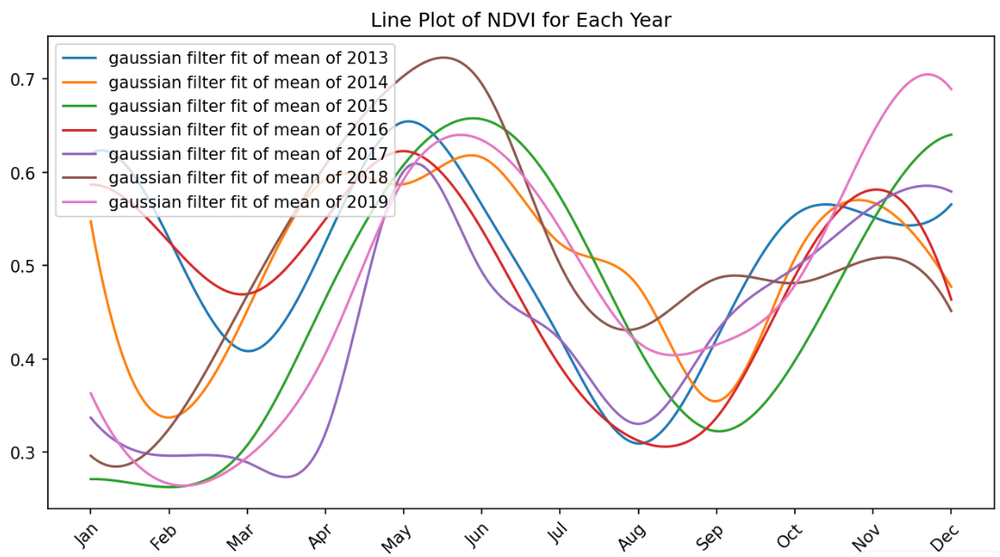 Line Plot of NDVI for Each Year
gaussian filter fit of mean of 2013
gaussian filter fit of mean of 2014
gaussian filter fit of mean of 2015
gaussian filter fit of mean of 2016
gaussian filter fit of mean of 2017
gaussian filter fit of mean of 2018
gaussian filter fit of mean of 2019
0.7
0.6
0.5
0.4
0.3
Jan Feb Mar Apr May Jun Jul Aug Sep Oct Nov Dec